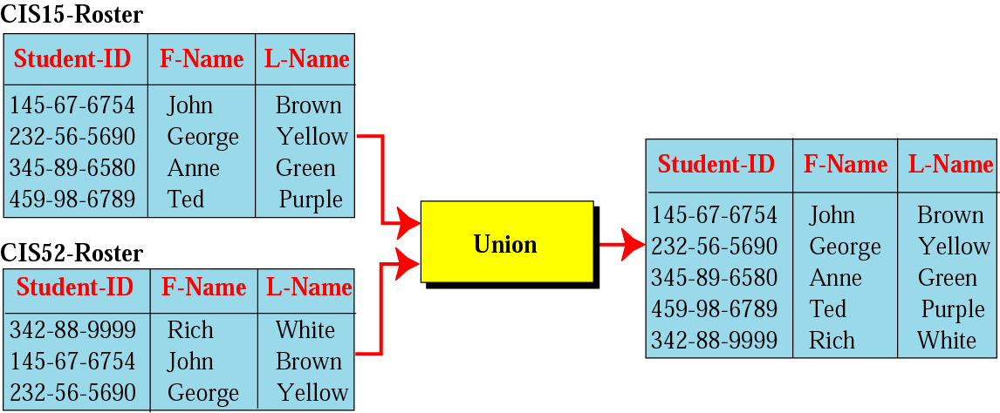 CIS15-Roster
Student-ID F-Name L-Name
145-67-6754 John Brown
232-56-5690 George Yellow
345-89-6580 Anne Green
459-98-6789 Ted Purple
CIS52-Roster
Student-ID F-Name L-Name
342-88-9999 Rich White
145-67-6754 John Brown
232-56-5690 George Yellow
Union
Student-ID F-Name L-Name
145-67-6754 John Brown
232-56-5690 George Yellow
345-89-6580 Anne Green
459-98-6789 Ted Purple
342-88-9999 Rich White